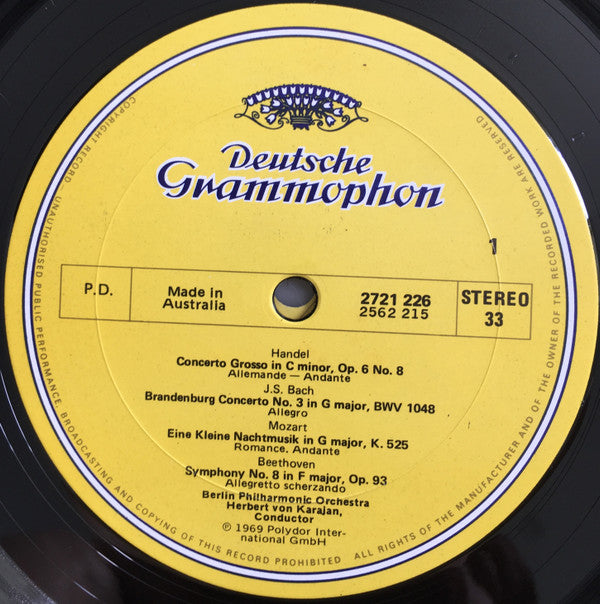 Deutsche
Grammophon
1
P.D.
Made in
Australia
2721 226
2562 215
STEREO
33
Handel
Concerto Grosso in C minor, Op. 6 No. 8
Allemande — Andante
J.S. Bach
Brandenburg Concerto No. 3 in G major, BWV 1048
Allegro
Mozart
Eine Kleine Nachtmusik in G major, K. 525
Romance. Andante
Beethoven
Symphony No. 8 in F major, Op. 93
Allegretto scherzando
Berlin Philharmonic Orchestra
Herbert von Karajan,
Conductor
℗ 1969 Polydor Inter-
national GmbH
COPYRIGHT RECORD - UNAUTHORISED PUBLIC PERFORMANCE, BROADCASTING AND COPYING OF THIS RECORD PROHIBITED
ALL RIGHTS OF THE MANUFACTURER AND OF THE OWNER OF THE RECORDED WORK ARE RESERVED